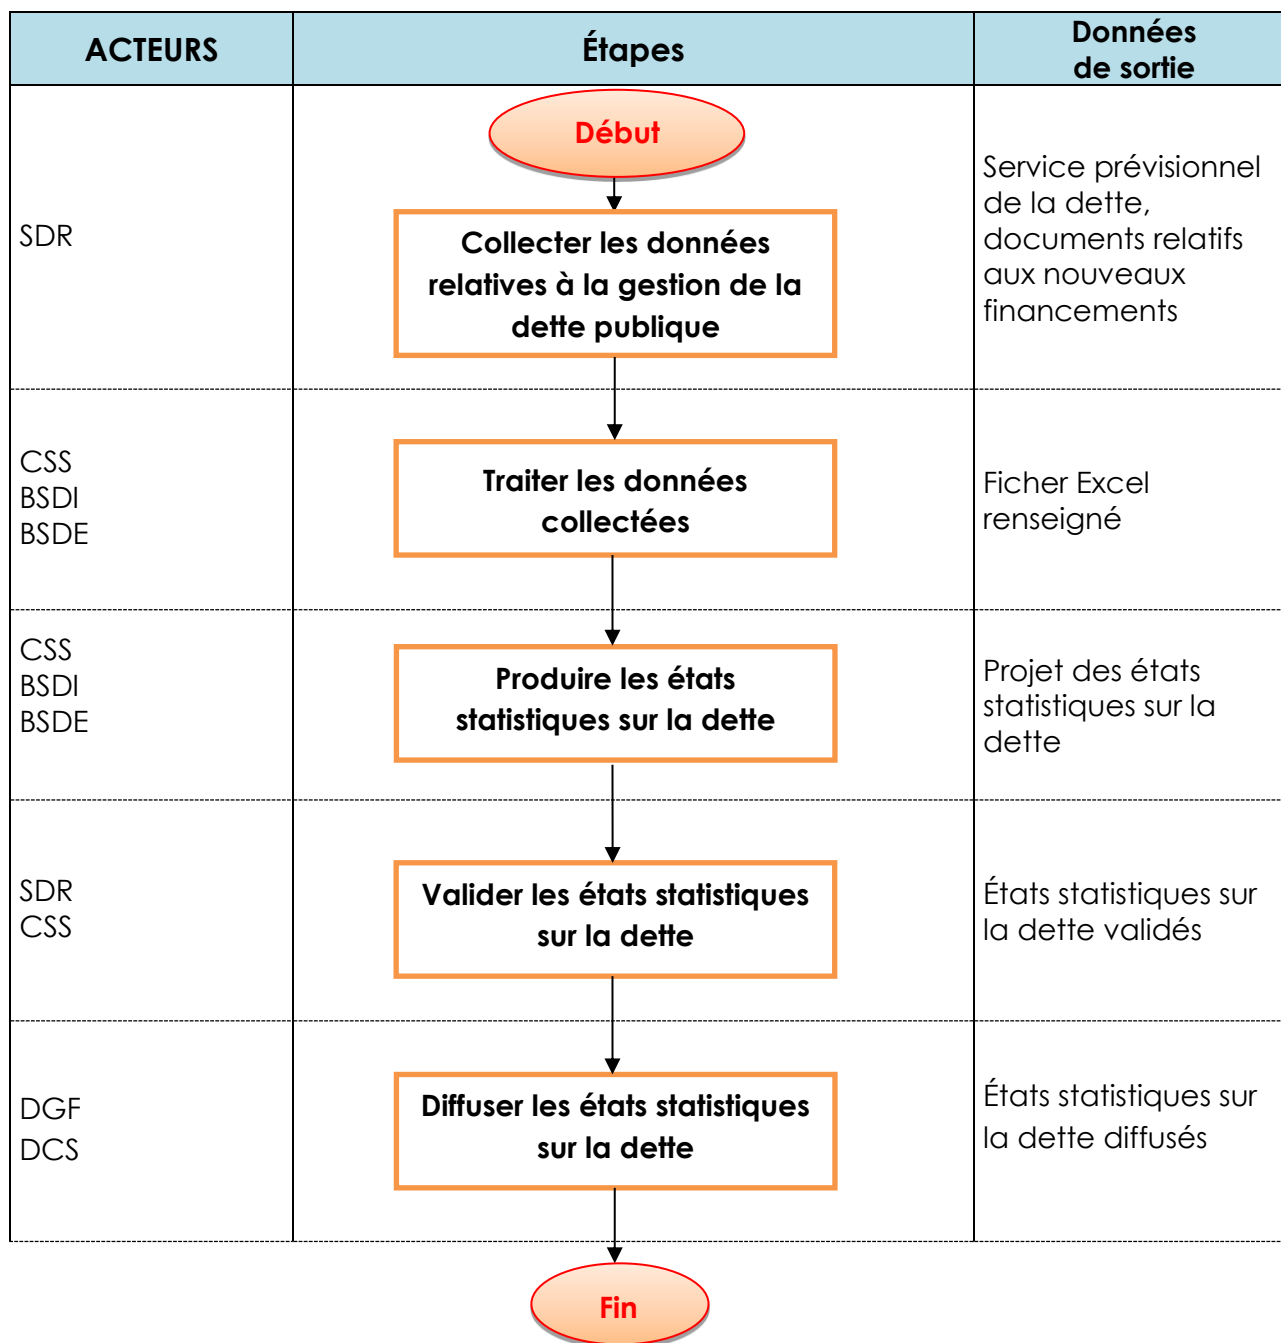 ACTEURS
Étapes
Données
de sortie
Début
SDR
Collecter les données
relatives à la gestion de la
dette publique
Service prévisionnel
de la dette,
documents relatifs
aux nouveaux
financements
CSS
BSDI
BSDE
Traiter les données
collectées
Ficher Excel
renseigné
CSS
BSDI
BSDE
Produire les états
statistiques sur la dette
Projet des états
statistiques sur la
dette
SDR
CSS
Valider les états statistiques
sur la dette
États statistiques sur
la dette validés
DGF
DCS
Diffuser les états statistiques
sur la dette
États statistiques sur
la dette diffusés
Fin